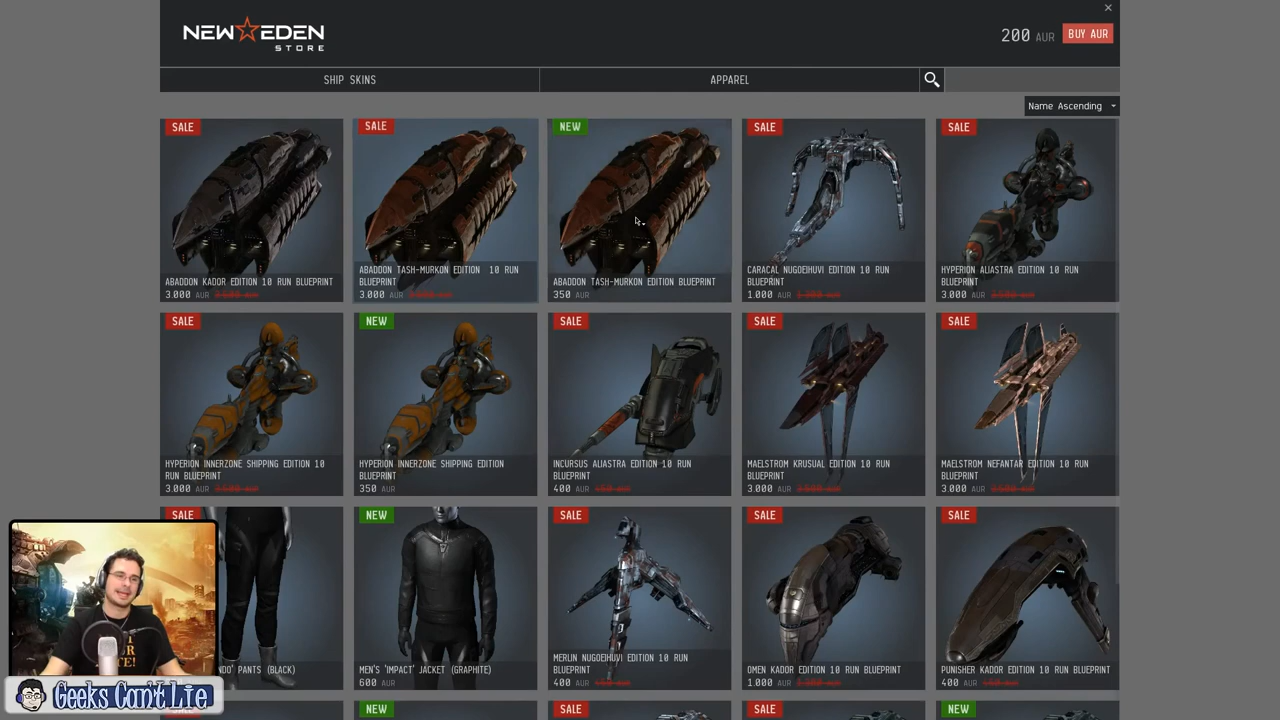 NEW EDEN
STORE
200 AUR
BUY AUR
SHIP SKINS
APPAREL
Name Ascending
SALE
SALE
NEW
SALE
SALE
ABADDON KADOR EDITION 10 RUN BLUEPRINT
3.000 AUR
ABADDON TASH-MURKON EDITION 10 RUN
BLUEPRINT
3.000 AUR
ABADDON TASH-MURKON EDITION BLUEPRINT
350 AUR
CARACAL NUGOEIHUVI EDITION 10 RUN
BLUEPRINT
1.000 AUR
HYPERION ALIASTRA EDITION 10 RUN
BLUEPRINT
3.000 AUR
SALE
NEW
SALE
SALE
SALE
HYPERION INNERZONE SHIPPING EDITION 10
RUN BLUEPRINT
3.000 AUR
HYPERION INNERZONE SHIPPING EDITION
BLUEPRINT
350 AUR
INCURSUS ALIASTRA EDITION 10 RUN
BLUEPRINT
400 AUR
MAELSTROM KRUSUAL EDITION 10 RUN
BLUEPRINT
3.000 AUR
MAELSTROM NEFANTAR EDITION 10 RUN
BLUEPRINT
3.000 AUR
SALE
NEW
SALE
SALE
SALE
PANTS (BLACK)
MEN'S 'IMPACT' JACKET (GRAPHITE)
600 AUR
MERLIN NUGOEIHUVI EDITION 10 RUN
BLUEPRINT
400 AUR
OMEN KADOR EDITION 10 RUN BLUEPRINT
1.000 AUR
PUNISHER KADOR EDITION 10 RUN BLUEPRINT
400 AUR
Geeks Can't Lie
NEW
SALE
SALE
NEW